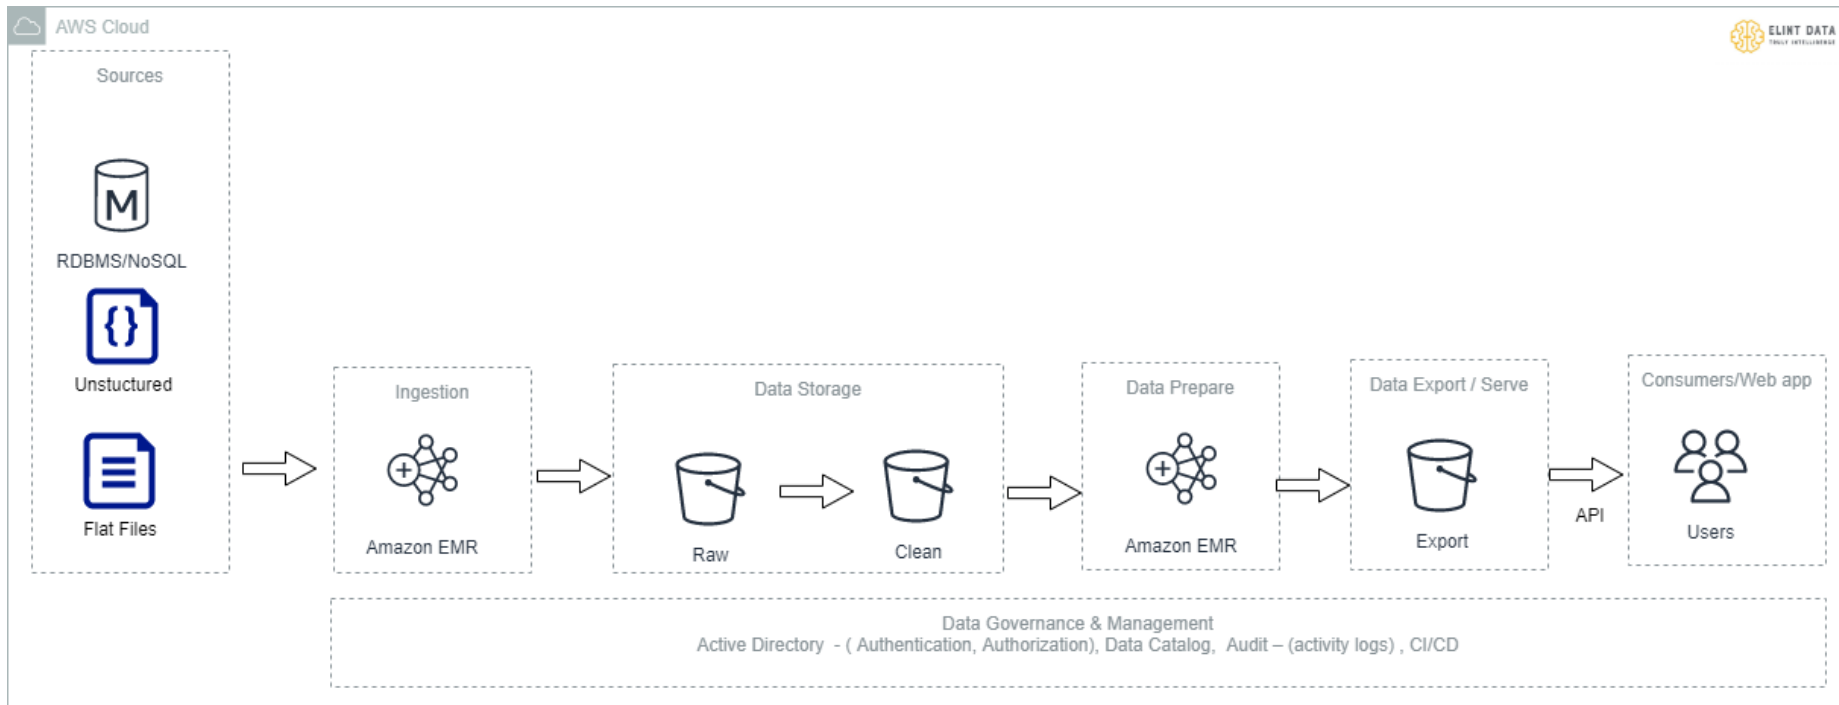 AWS Cloud
ELINT DATA
TRULY INTELLIGENCE
Sources
M
RDBMS/NoSQL
{}
Unstuctured
Flat Files
Ingestion
Amazon EMR
Data Storage
Raw
Clean
Data Prepare
Amazon EMR
Data Export / Serve
Export
API
Consumers/Web app
Users
Data Governance & Management
Active Directory - ( Authentication, Authorization), Data Catalog, Audit – (activity logs) , CI/CD